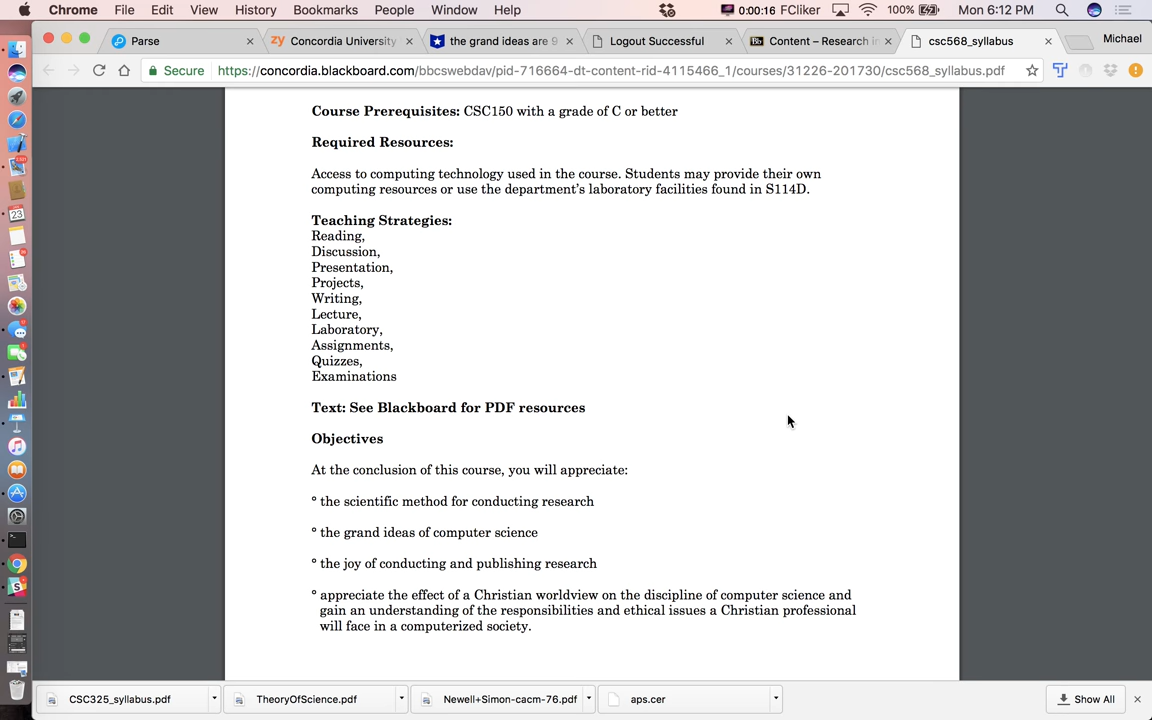 Chrome File Edit View History Bookmarks People Window Help 0:00:16 FCliker 100% Mon 6:12 PM
Parse × Concordia University × the grand ideas are 9 × Logout Successful × Content – Research in × csc568_syllabus × Michael
Secure https://concordia.blackboard.com/bbcswebdav/pid-716664-dt-content-rid-4115466_1/courses/31226-201730/csc568_syllabus.pdf
Course Prerequisites: CSC150 with a grade of C or better
Required Resources:
Access to computing technology used in the course. Students may provide their own
computing resources or use the department's laboratory facilities found in S114D.
Teaching Strategies:
Reading,
Discussion,
Presentation,
Projects,
Writing,
Lecture,
Laboratory,
Assignments,
Quizzes,
Examinations
Text: See Blackboard for PDF resources
Objectives
At the conclusion of this course, you will appreciate:
° the scientific method for conducting research
° the grand ideas of computer science
° the joy of conducting and publishing research
° appreciate the effect of a Christian worldview on the discipline of computer science and
gain an understanding of the responsibilities and ethical issues a Christian professional
will face in a computerized society.
CSC325_syllabus.pdf TheoryOfScience.pdf Newell+Simon-cacm-76.pdf aps.cer Show All ×